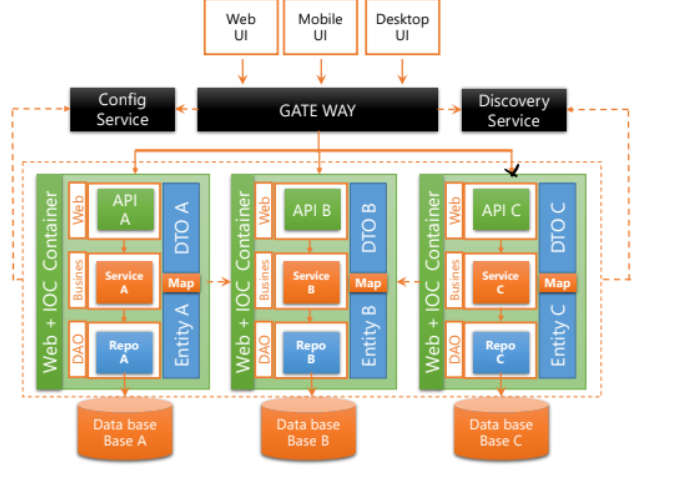 Web
UI
Mobile
UI
Desktop
UI
Config
Service
GATE WAY
Discovery
Service
Web + IOC Container
Web
API
A
DTO A
Busines
Service
A
Map
DAO
Repo
A
Entity A
Web + IOC Container
Web
API B
DTO B
Busines
Service
B
Map
DAO
Repo
B
Entity B
Web + IOC Container
Web
API C
DTO C
Busines
Service
C
Map
DAO
Repo
C
Entity C
Data base
Base A
Data base
Base B
Data base
Base C